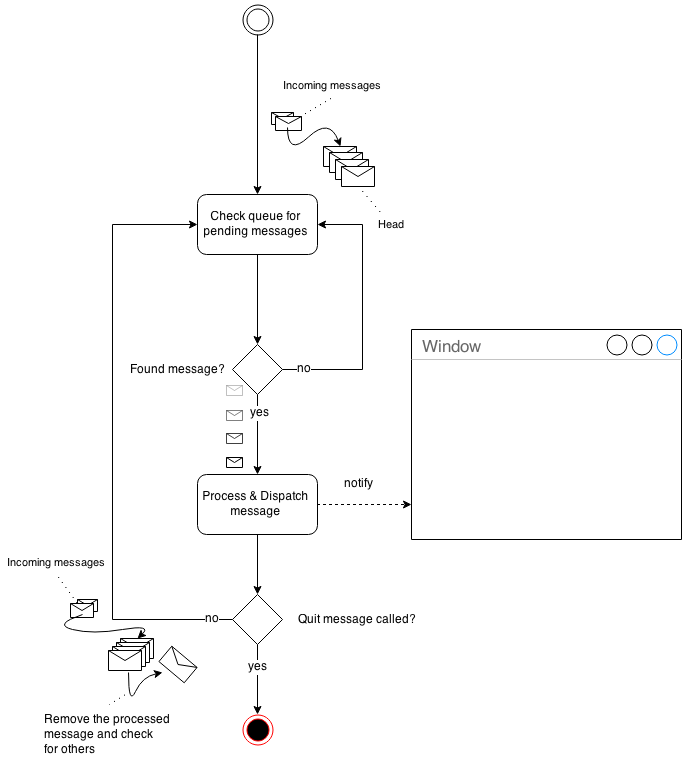 Incoming messages
Head
Check queue for
pending messages
Found message?
no
yes
Window
Process & Dispatch
message
notify
Incoming messages
no
Quit message called?
yes
Remove the processed
message and check
for others